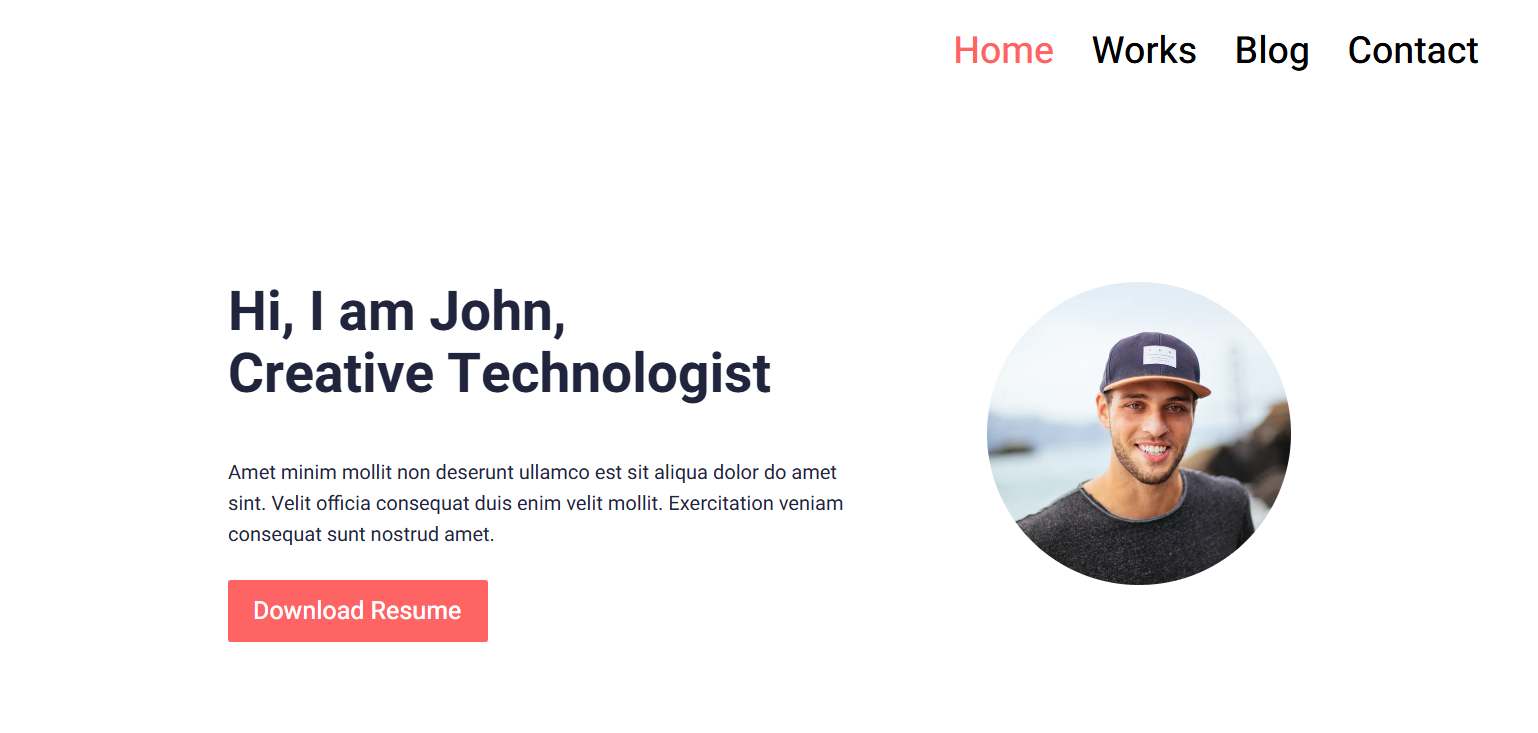 Home Works Blog Contact
Hi, I am John,
Creative Technologist
Amet minim mollit non deserunt ullamco est sit aliqua dolor do amet
sint. Velit officia consequat duis enim velit mollit. Exercitation veniam
consequat sunt nostrud amet.
Download Resume